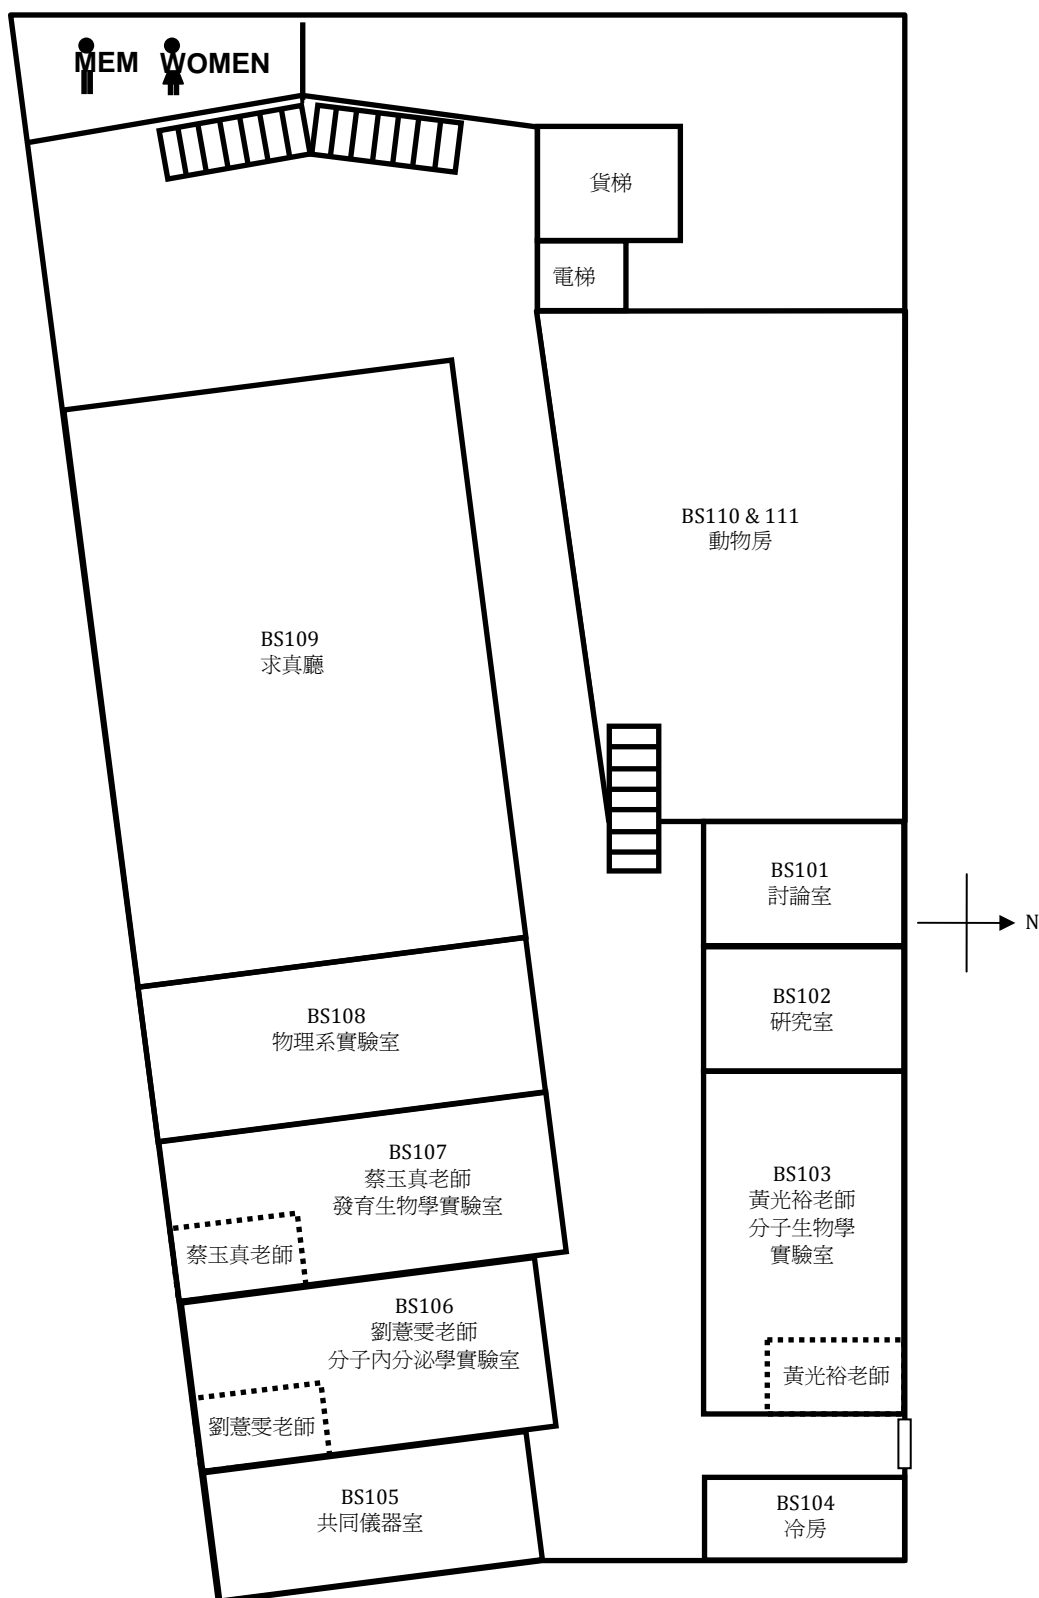 MEM WOMEN
貨梯
電梯
BS110 & 111
動物房
BS109
求真廳
BS101
討論室
N
BS102
研究室
BS108
物理系實驗室
BS107
蔡玉真老師
發育生物學實驗室
蔡玉真老師
BS103
黃光裕老師
分子生物學
實驗室
黃光裕老師
BS106
劉薏雯老師
分子內分泌學實驗室
劉薏雯老師
BS105
共同儀器室
BS104
冷房